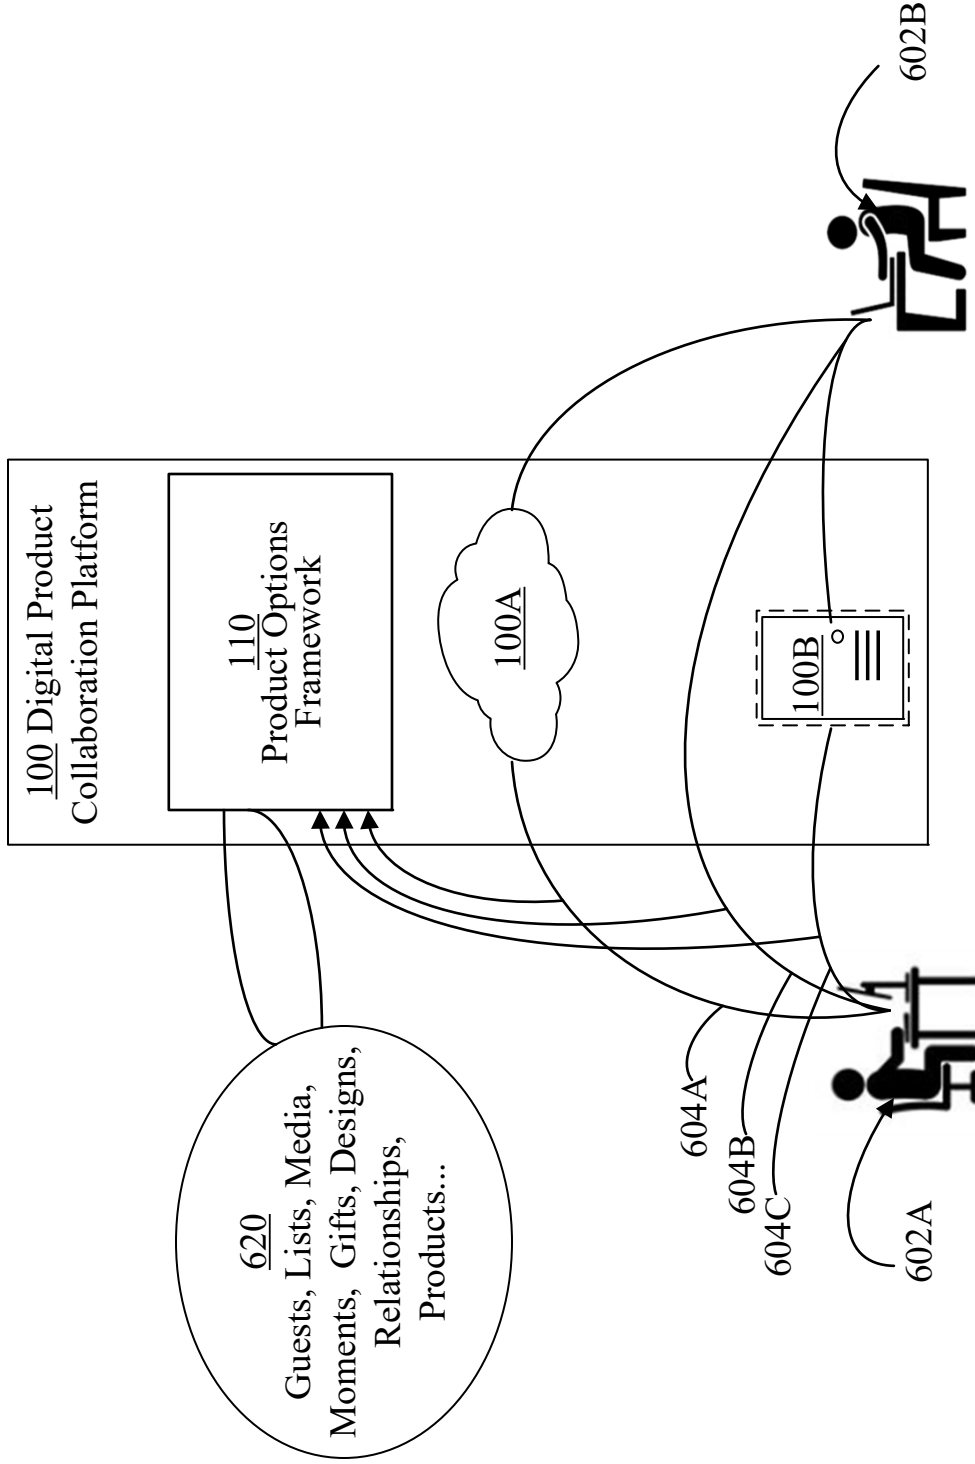 100 Digital Product
Collaboration Platform
110
Product Options
Framework
620
Guests, Lists, Media,
Moments, Gifts, Designs,
Relationships,
Products...
100A
100B
604A
604B
604C
602A
602B